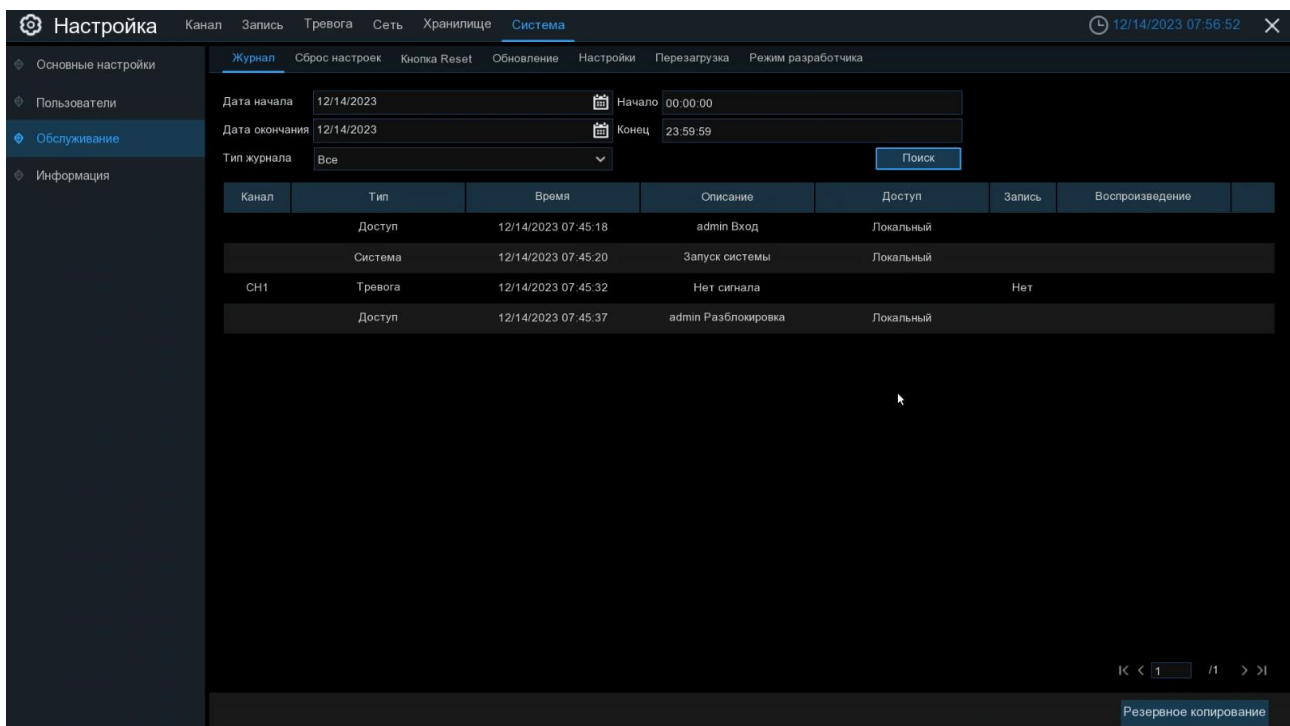 Настройка Канал Запись Тревога Сеть Хранилище Система 12/14/2023 07:56:52
Журнал Сброс настроек Кнопка Reset Обновление Настройки Перезагрузка Режим разработчика
Основные настройки
Пользователи
Обслуживание
Информация
Дата начала 12/14/2023 Начало 00:00:00
Дата окончания 12/14/2023 Конец 23:59:59
Тип журнала Все Поиск
Канал Тип Время Описание Доступ Запись Воспроизведение
Доступ 12/14/2023 07:45:18 admin Вход Локальный
Система 12/14/2023 07:45:20 Запуск системы Локальный
CH1 Тревога 12/14/2023 07:45:32 Нет сигнала Нет
Доступ 12/14/2023 07:45:37 admin Разблокировка Локальный
1 /1
Резервное копирование